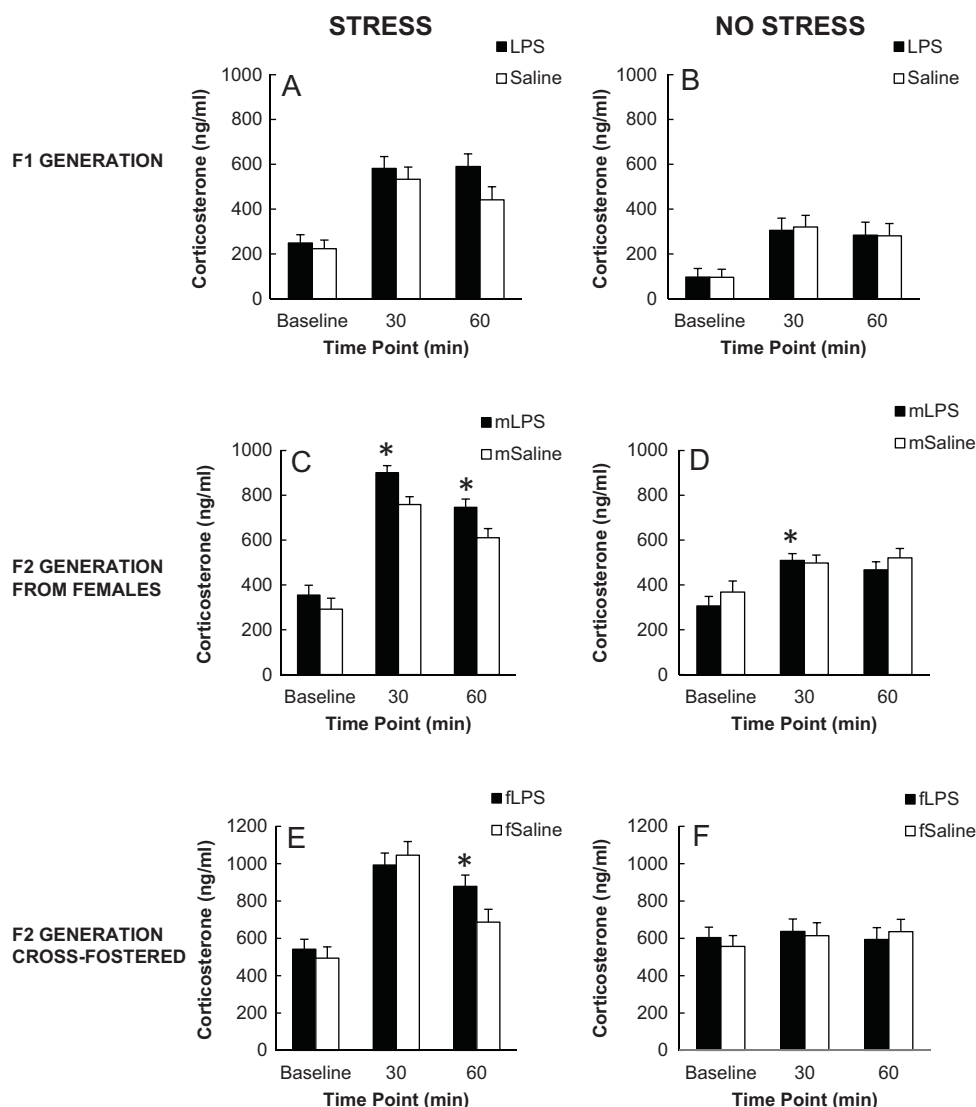 STRESS
NO STRESS
LPS
Saline
A
1000
800
600
400
200
0
Corticosterone (ng/ml)
Baseline 30 60
Time Point (min)
LPS
Saline
B
1000
800
600
400
200
0
Corticosterone (ng/ml)
Baseline 30 60
Time Point (min)
F1 GENERATION
mLPS
mSaline
C
1000
800
600
400
200
0
Corticosterone (ng/ml)
* *
Baseline 30 60
Time Point (min)
mLPS
mSaline
D
1000
800
600
400
200
0
Corticosterone (ng/ml)
*
Baseline 30 60
Time Point (min)
F2 GENERATION
FROM FEMALES
fLPS
fSaline
E
1200
1000
800
600
400
200
0
Corticosterone (ng/ml)
*
Baseline 30 60
Time Point (min)
fLPS
fSaline
F
1200
1000
800
600
400
200
0
Corticosterone (ng/ml)
Baseline 30 60
Time Point (min)
F2 GENERATION
CROSS-FOSTERED